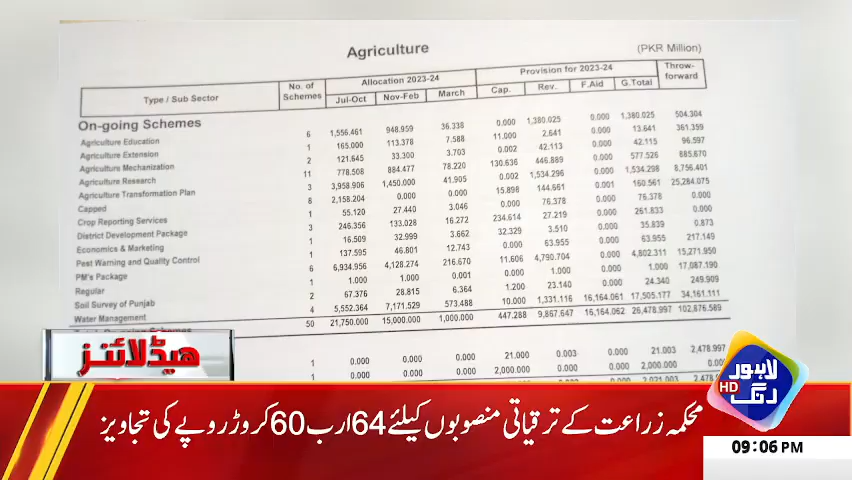 Agriculture
(PKR Million)
Type / Sub Sector No. of Schemes Allocation 2023-24 Provision for 2023-24 Throw-forward
Jul-Oct Nov-Feb March Cap. Rev. F.Aid G.Total
On-going Schemes
Agriculture Education 6 1,556.461 948.959 36.338 0.000 1,380.025 0.000 1,380.025 504.304
Agriculture Extension 1 165.000 113.378 7.588 11.000 2.641 0.000 13.641 361.359
Agriculture Mechanization 2 121.645 33.300 3.703 0.002 42.113 0.000 42.115 96.597
Agriculture Research 11 778.508 884.477 78.220 130.636 446.889 0.000 577.526 885.670
Agriculture Transformation Plan 3 3,958.906 1,450.000 41.905 0.002 1,534.296 0.000 1,534.298 8,756.401
Capped 8 2,158.204 0.000 0.000 15.898 144.661 0.001 160.561 25,284.075
Crop Reporting Services 1 55.120 27.440 3.046 0.000 76.378 0.000 76.378 0.000
District Development Package 3 246.356 133.028 16.272 234.614 27.219 0.000 261.833 0.000
Economics & Marketing 1 16.509 32.999 3.662 32.329 3.510 0.000 35.839 0.873
Pest Warning and Quality Control 1 137.595 46.801 12.743 0.000 63.955 0.000 63.955 217.149
PM's Package 6 6,934.956 4,128.274 216.670 11.606 4,790.704 0.000 4,802.311 15,271.950
Regular 1 1.000 1.000 0.001 0.000 1.000 0.000 1.000 17,087.190
Soil Survey of Punjab 2 67.376 28.815 6.364 1.200 23.140 0.000 24.340 249.909
Water Management 4 5,552.364 7,171.529 573.488 10.000 1,331.116 16,164.061 17,505.177 34,161.111
50 21,750.000 15,000.000 1,000.000 447.288 9,867.647 16,164.062 26,478.997 102,876.589
1 0.000 0.000 0.000 21.000 0.003 0.000 21.003 2,478.997
1 0.000 0.000 0.000 2,000.000 0.000 0.000 2,000.000
ہیڈلائنز
لاہور رنگ
HD
محکمہ زراعت کے ترقیاتی منصوبوں کیلئے 64 ارب 60 کروڑ روپے کی تجاویز
09:06 PM